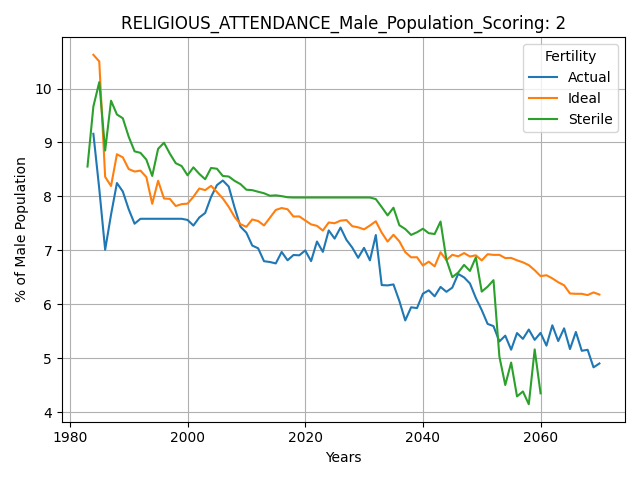 RELIGIOUS_ATTENDANCE_Male_Population_Scoring: 2
Fertility
Actual
Ideal
Sterile
% of Male Population
10
9
8
7
6
5
4
1980 2000 2020 2040 2060
Years